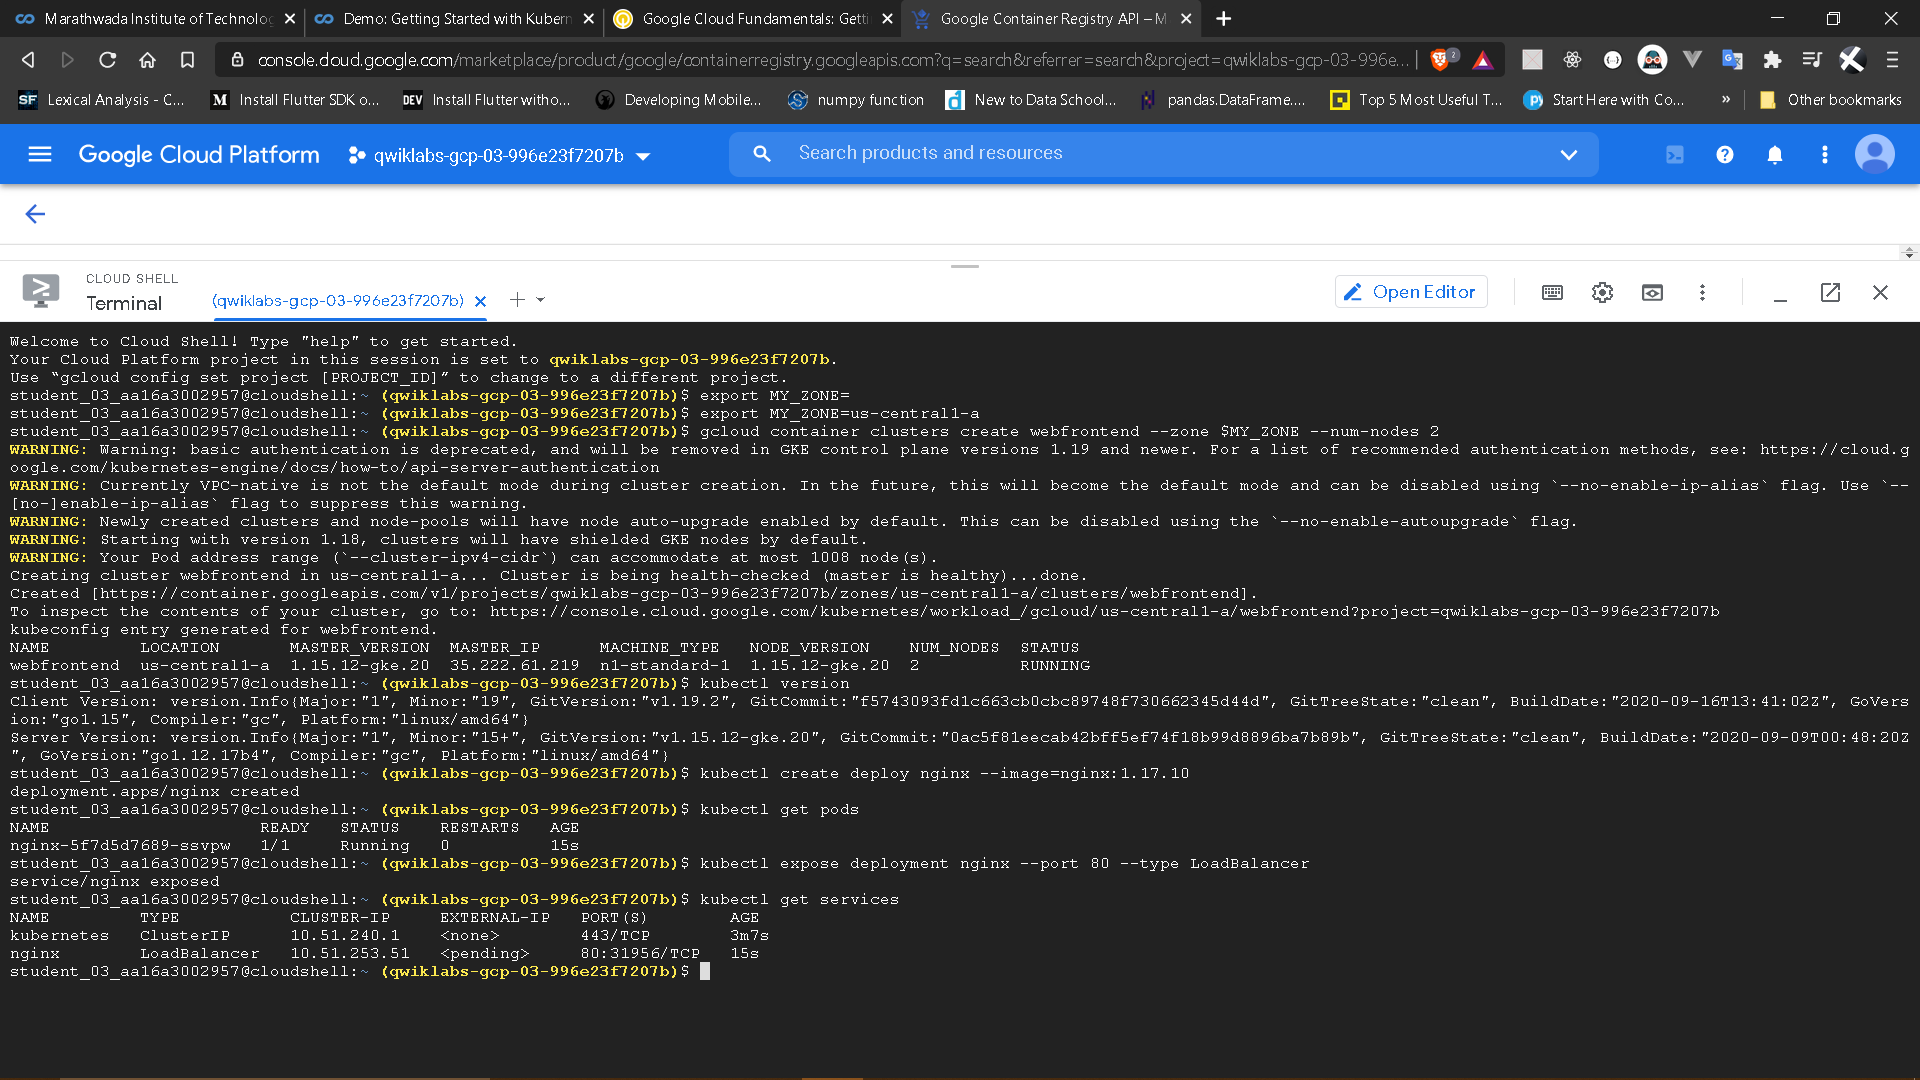 Marathwada Institute of Technolog
Demo: Getting Started with Kubern
Google Cloud Fundamentals: Getti
Google Container Registry API – M
console.cloud.google.com/marketplace/product/google/containerregistry.googleapis.com?q=search&referrer=search&project=qwiklabs-gcp-03-996e...
2
SF Lexical Analysis - C...
M Install Flutter SDK o...
DEV Install Flutter witho...
Developing Mobile...
numpy function
d New to Data School...
pandas.DataFrame....
Top 5 Most Useful T...
Start Here with Co...
»
Other bookmarks
Google Cloud Platform
qwiklabs-gcp-03-996e23f7207b
Search products and resources
CLOUD SHELL
Terminal
(qwiklabs-gcp-03-996e23f7207b)
Open Editor
Welcome to Cloud Shell! Type "help" to get started.
Your Cloud Platform project in this session is set to qwiklabs-gcp-03-996e23f7207b.
Use “gcloud config set project [PROJECT_ID]” to change to a different project.
student_03_aa16a3002957@cloudshell:~ (qwiklabs-gcp-03-996e23f7207b)$ export MY_ZONE=
student_03_aa16a3002957@cloudshell:~ (qwiklabs-gcp-03-996e23f7207b)$ export MY_ZONE=us-central1-a
student_03_aa16a3002957@cloudshell:~ (qwiklabs-gcp-03-996e23f7207b)$ gcloud container clusters create webfrontend --zone $MY_ZONE --num-nodes 2
WARNING: Warning: basic authentication is deprecated, and will be removed in GKE control plane versions 1.19 and newer. For a list of recommended authentication methods, see: https://cloud.g
oogle.com/kubernetes-engine/docs/how-to/api-server-authentication
WARNING: Currently VPC-native is not the default mode during cluster creation. In the future, this will become the default mode and can be disabled using `--no-enable-ip-alias` flag. Use `--
[no-]enable-ip-alias` flag to suppress this warning.
WARNING: Newly created clusters and node-pools will have node auto-upgrade enabled by default. This can be disabled using the `--no-enable-autoupgrade` flag.
WARNING: Starting with version 1.18, clusters will have shielded GKE nodes by default.
WARNING: Your Pod address range (`--cluster-ipv4-cidr`) can accommodate at most 1008 node(s).
Creating cluster webfrontend in us-central1-a... Cluster is being health-checked (master is healthy)...done.
Created [https://container.googleapis.com/v1/projects/qwiklabs-gcp-03-996e23f7207b/zones/us-central1-a/clusters/webfrontend].
To inspect the contents of your cluster, go to: https://console.cloud.google.com/kubernetes/workload_/gcloud/us-central1-a/webfrontend?project=qwiklabs-gcp-03-996e23f7207b
kubeconfig entry generated for webfrontend.
NAME LOCATION MASTER_VERSION MASTER_IP MACHINE_TYPE NODE_VERSION NUM_NODES STATUS
webfrontend us-central1-a 1.15.12-gke.20 35.222.61.219 n1-standard-1 1.15.12-gke.20 2 RUNNING
student_03_aa16a3002957@cloudshell:~ (qwiklabs-gcp-03-996e23f7207b)$ kubectl version
Client Version: version.Info{Major:"1", Minor:"19", GitVersion:"v1.19.2", GitCommit:"f5743093fd1c663cb0cbc89748f730662345d44d", GitTreeState:"clean", BuildDate:"2020-09-16T13:41:02Z", GoVers
ion:"go1.15", Compiler:"gc", Platform:"linux/amd64"}
Server Version: version.Info{Major:"1", Minor:"15+", GitVersion:"v1.15.12-gke.20", GitCommit:"0ac5f81eecab42bff5ef74f18b99d8896ba7b89b", GitTreeState:"clean", BuildDate:"2020-09-09T00:48:20Z
", GoVersion:"go1.12.17b4", Compiler:"gc", Platform:"linux/amd64"}
student_03_aa16a3002957@cloudshell:~ (qwiklabs-gcp-03-996e23f7207b)$ kubectl create deploy nginx --image=nginx:1.17.10
deployment.apps/nginx created
student_03_aa16a3002957@cloudshell:~ (qwiklabs-gcp-03-996e23f7207b)$ kubectl get pods
NAME READY STATUS RESTARTS AGE
nginx-5f7d5d7689-ssvpw 1/1 Running 0 15s
student_03_aa16a3002957@cloudshell:~ (qwiklabs-gcp-03-996e23f7207b)$ kubectl expose deployment nginx --port 80 --type LoadBalancer
service/nginx exposed
student_03_aa16a3002957@cloudshell:~ (qwiklabs-gcp-03-996e23f7207b)$ kubectl get services
NAME TYPE CLUSTER-IP EXTERNAL-IP PORT(S) AGE
kubernetes ClusterIP 10.51.240.1 <none> 443/TCP 3m7s
nginx LoadBalancer 10.51.253.51 <pending> 80:31956/TCP 15s
student_03_aa16a3002957@cloudshell:~ (qwiklabs-gcp-03-996e23f7207b)$